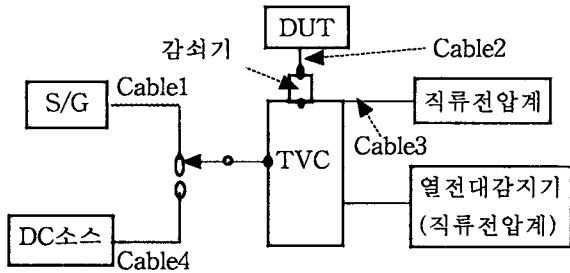 DUT
감쇠기
Cable2
Cable1
S/G
직류전압계
TVC
Cable3
열전대감지기
(직류전압계)
DC소스
Cable4